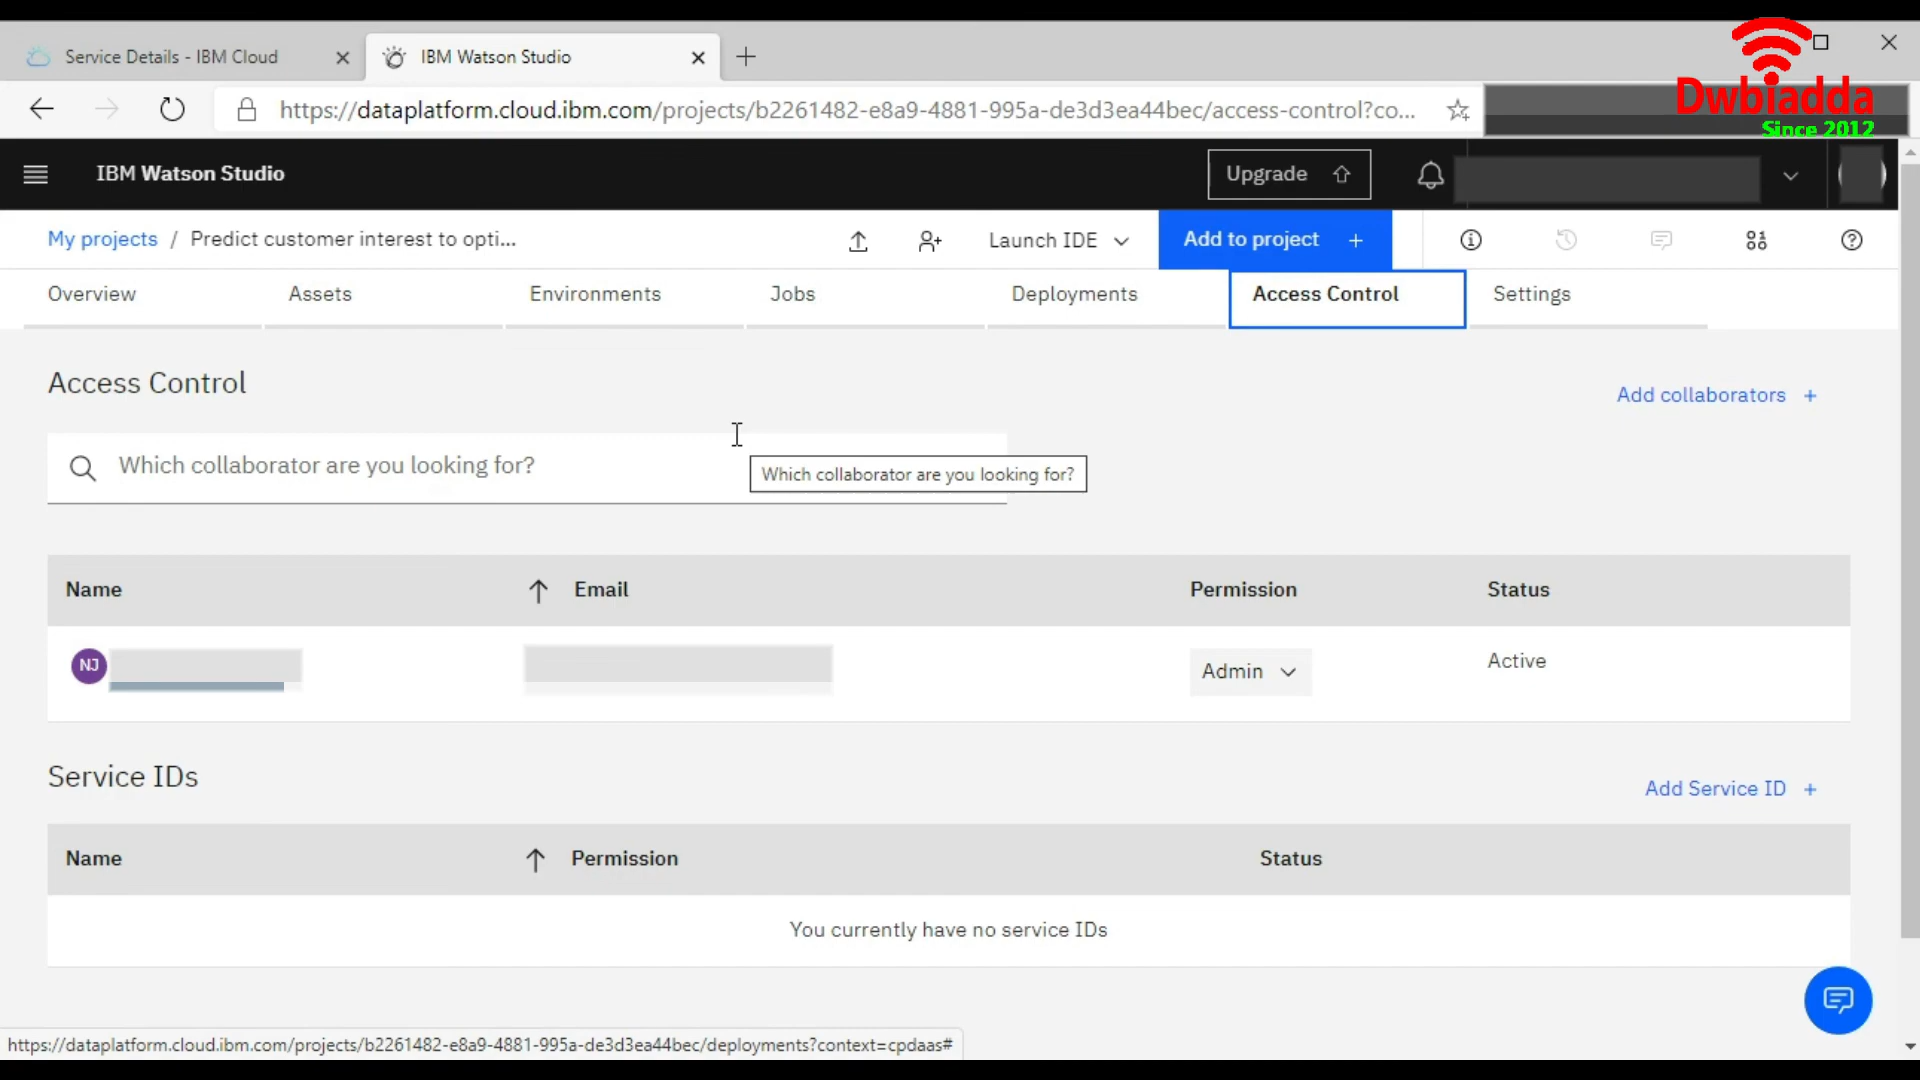 Service Details - IBM Cloud
IBM Watson Studio
Dwbiadda
Since 2012
https://dataplatform.cloud.ibm.com/projects/b2261482-e8a9-4881-995a-de3d3ea44bec/access-control?co...
IBM Watson Studio
Upgrade
My projects / Predict customer interest to opti...
Launch IDE
Add to project +
Overview
Assets
Environments
Jobs
Deployments
Access Control
Settings
Access Control
Add collaborators +
Which collaborator are you looking for?
Which collaborator are you looking for?
Name
Email
Permission
Status
NJ
Admin
Active
Service IDs
Add Service ID +
Name
Permission
Status
You currently have no service IDs
https://dataplatform.cloud.ibm.com/projects/b2261482-e8a9-4881-995a-de3d3ea44bec/deployments?context=cpdaas#